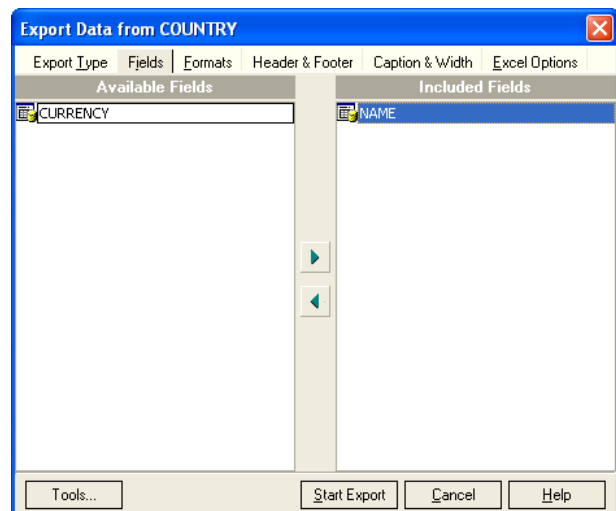 Export Data from COUNTRY
Export Type Fields Formats Header & Footer Caption & Width Excel Options
Available Fields Included Fields
CURRENCY NAME
Tools... Start Export Cancel Help